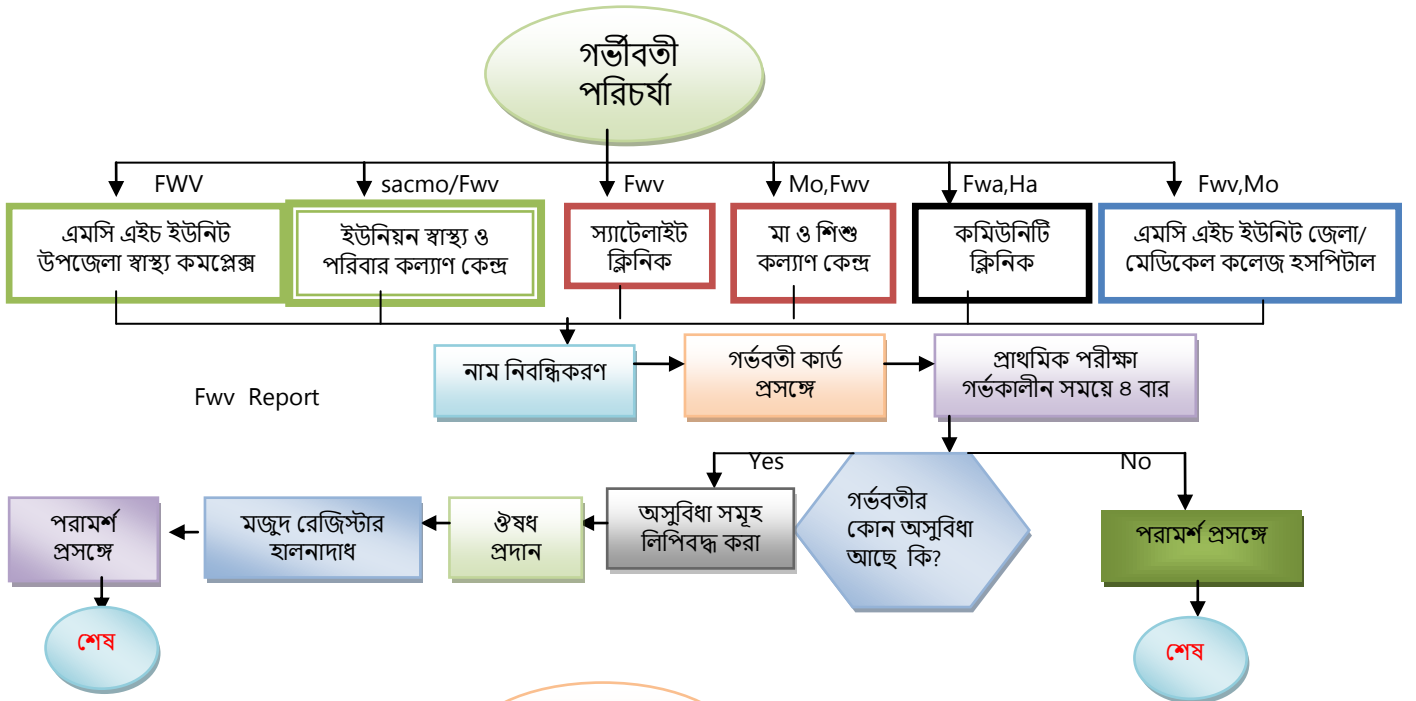 গর্ভীবতী
পরিচর্যা
FWV
sacmo/Fwv
Fwv
Mo,Fwv
Fwa,Ha
Fwv,Mo
এমসি এইচ ইউনিট
উপজেলা স্বাস্থ্য কমপ্লেক্স
ইউনিয়ন স্বাস্থ্য ও
পরিবার কল্যাণ কেন্দ্র
স্যাটেলাইট
ক্লিনিক
মা ও শিশু
কল্যাণ কেন্দ্র
কমিউনিটি
ক্লিনিক
এমসি এইচ ইউনিট জেলা/
মেডিকেল কলেজ হসপিটাল
নাম নিবন্ধিকরণ
গর্ভবতী কার্ড
প্রসঙ্গে
প্রাথমিক পরীক্ষা
গর্ভকালীন সময়ে ৪ বার
Fwv Report
Yes
No
গর্ভবতীর
কোন অসুবিধা
আছে কি?
অসুবিধা সমূহ
লিপিবদ্ধ করা
ঔষধ
প্রদান
মজুদ রেজিস্টার
হালনাদাধ
পরামর্শ
প্রসঙ্গে
শেষ
পরামর্শ প্রসঙ্গে
শেষ